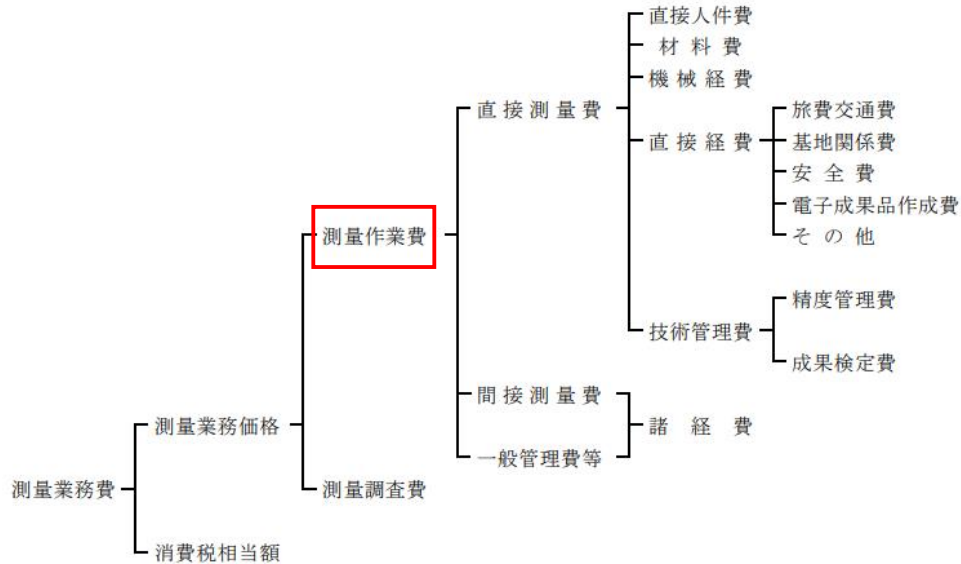 直接人件費
材料費
機械経費
直接測量費
直接経費
旅費交通費
基地関係費
安全費
電子成果品作成費
その他
測量作業費
技術管理費
精度管理費
成果検定費
間接測量費
諸経費
一般管理費等
測量業務価格
測量調査費
測量業務費
消費税相当額